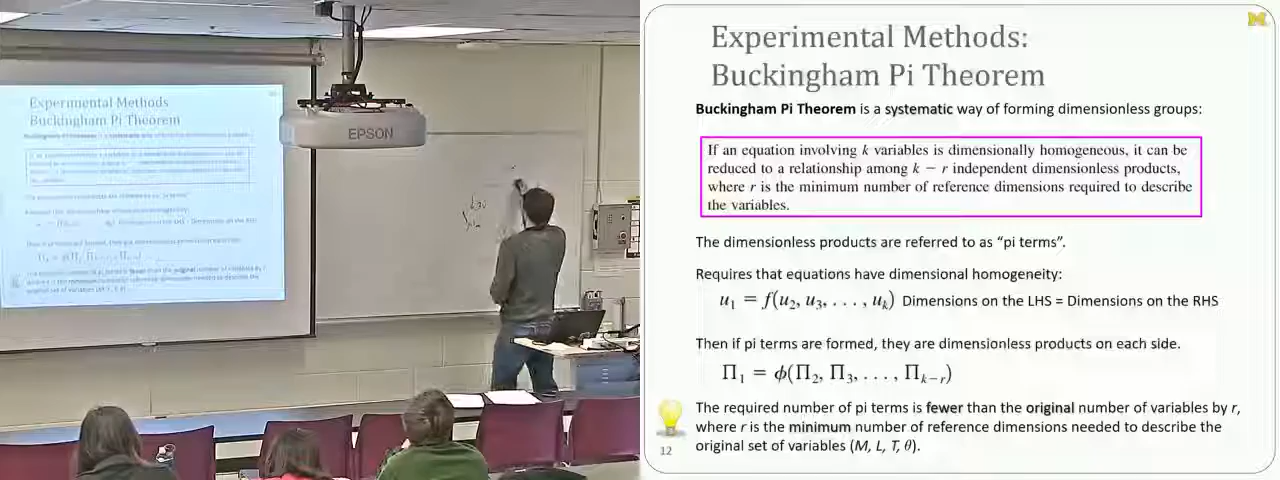 Experimental Methods
Buckingham Pi Theorem
EPSON
Experimental Methods:
Buckingham Pi Theorem
Buckingham Pi Theorem is a systematic way of forming dimensionless groups:
If an equation involving k variables is dimensionally homogeneous, it can be
reduced to a relationship among k − r independent dimensionless products,
where r is the minimum number of reference dimensions required to describe
the variables.
The dimensionless products are referred to as “pi terms”.
Requires that equations have dimensional homogeneity:
u₁ = f(u₂, u₃, . . . , uₖ) Dimensions on the LHS = Dimensions on the RHS
Then if pi terms are formed, they are dimensionless products on each side.
Π₁ = ϕ(Π₂, Π₃, . . . , Πₖ₋ᵣ)
The required number of pi terms is fewer than the original number of variables by r,
where r is the minimum number of reference dimensions needed to describe the
original set of variables (M, L, T, θ).
12
M